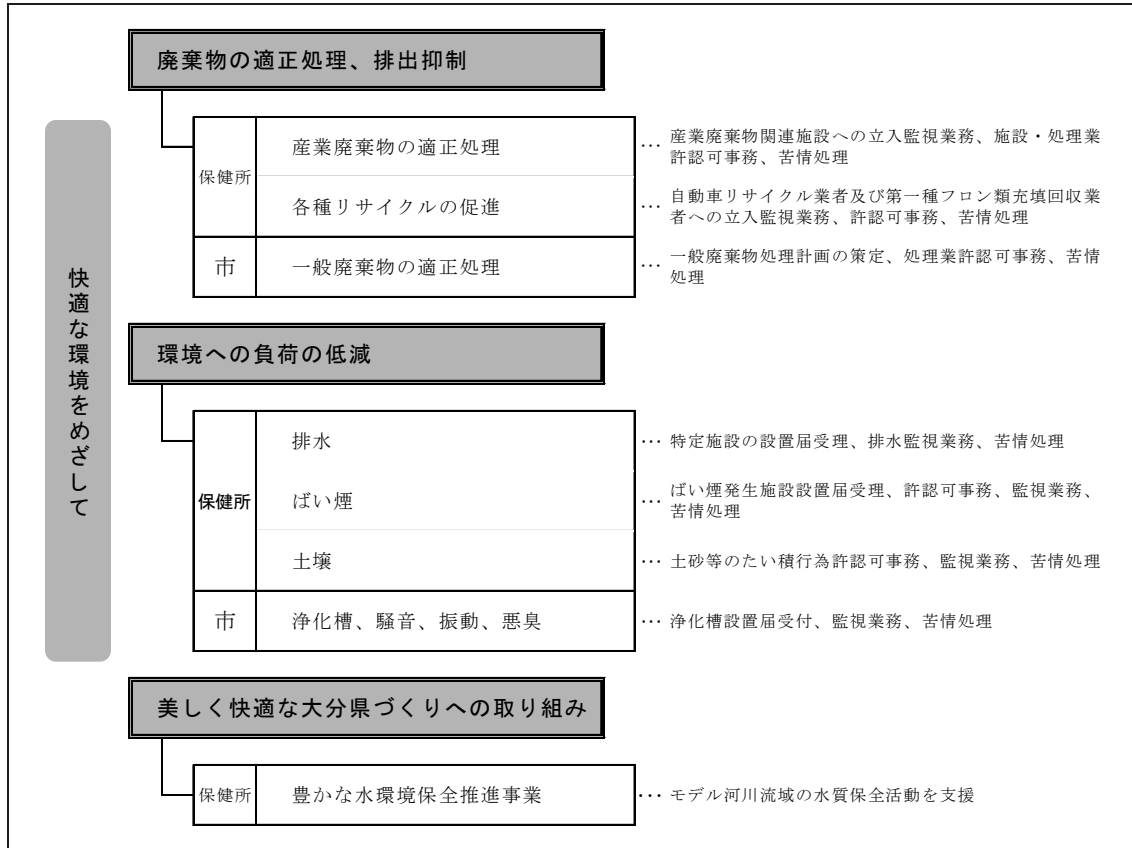 快適な環境をめざして
廃棄物の適正処理、排出抑制
保健所
産業廃棄物の適正処理
… 産業廃棄物関連施設への立入監視業務、施設・処理業
許認可事務、苦情処理
各種リサイクルの促進
… 自動車リサイクル業者及び第一種フロン類充填回収業
者への立入監視業務、許認可事務、苦情処理
市
一般廃棄物の適正処理
… 一般廃棄物処理計画の策定、処理業許認可事務、苦情
処理
環境への負荷の低減
保健所
排水
… 特定施設の設置届受理、排水監視業務、苦情処理
ばい煙
… ばい煙発生施設設置届受理、許認可事務、監視業務、
苦情処理
土壌
… 土砂等のたい積行為許認可事務、監視業務、苦情処理
市
浄化槽、騒音、振動、悪臭
… 浄化槽設置届受付、監視業務、苦情処理
美しく快適な大分県づくりへの取り組み
保健所
豊かな水環境保全推進事業
… モデル河川流域の水質保全活動を支援